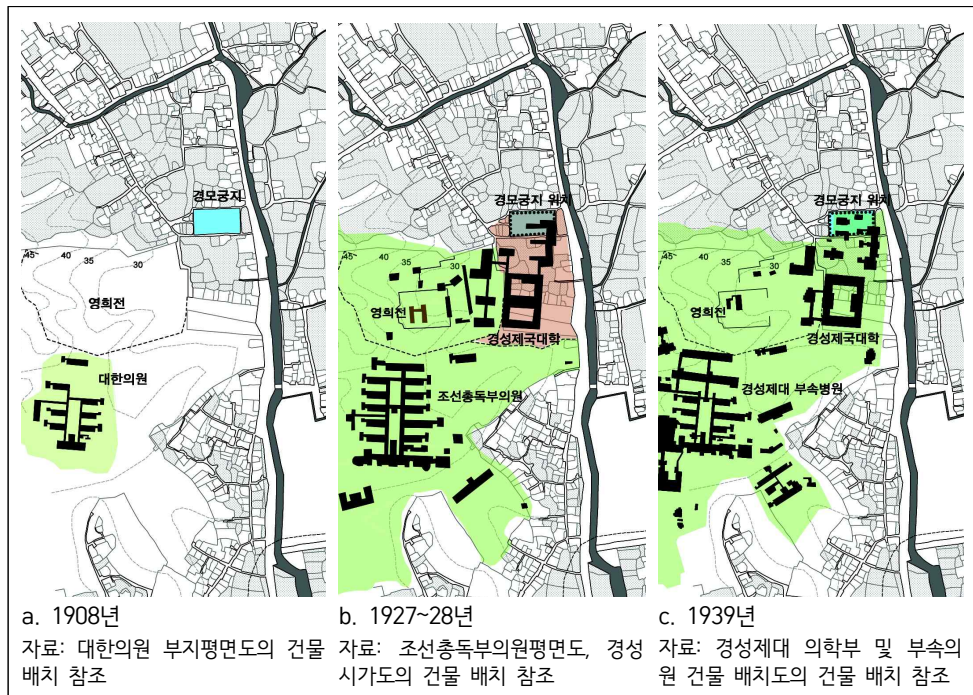 경모궁지
45
40
35
30
영희전
대한의원
a. 1908년
자료: 대한의원 부지평면도의 건물
배치 참조
경모궁지 위치
45
40
35
30
영희전
경성제국대학
조선총독부의원
b. 1927~28년
자료: 조선총독부의원평면도, 경성
시가도의 건물 배치 참조
경모궁지 위치
45
40
35
30
영희전
경성제국대학
경성제대 부속병원
c. 1939년
자료: 경성제대 의학부 및 부속의
원 건물 배치도의 건물 배치 참조